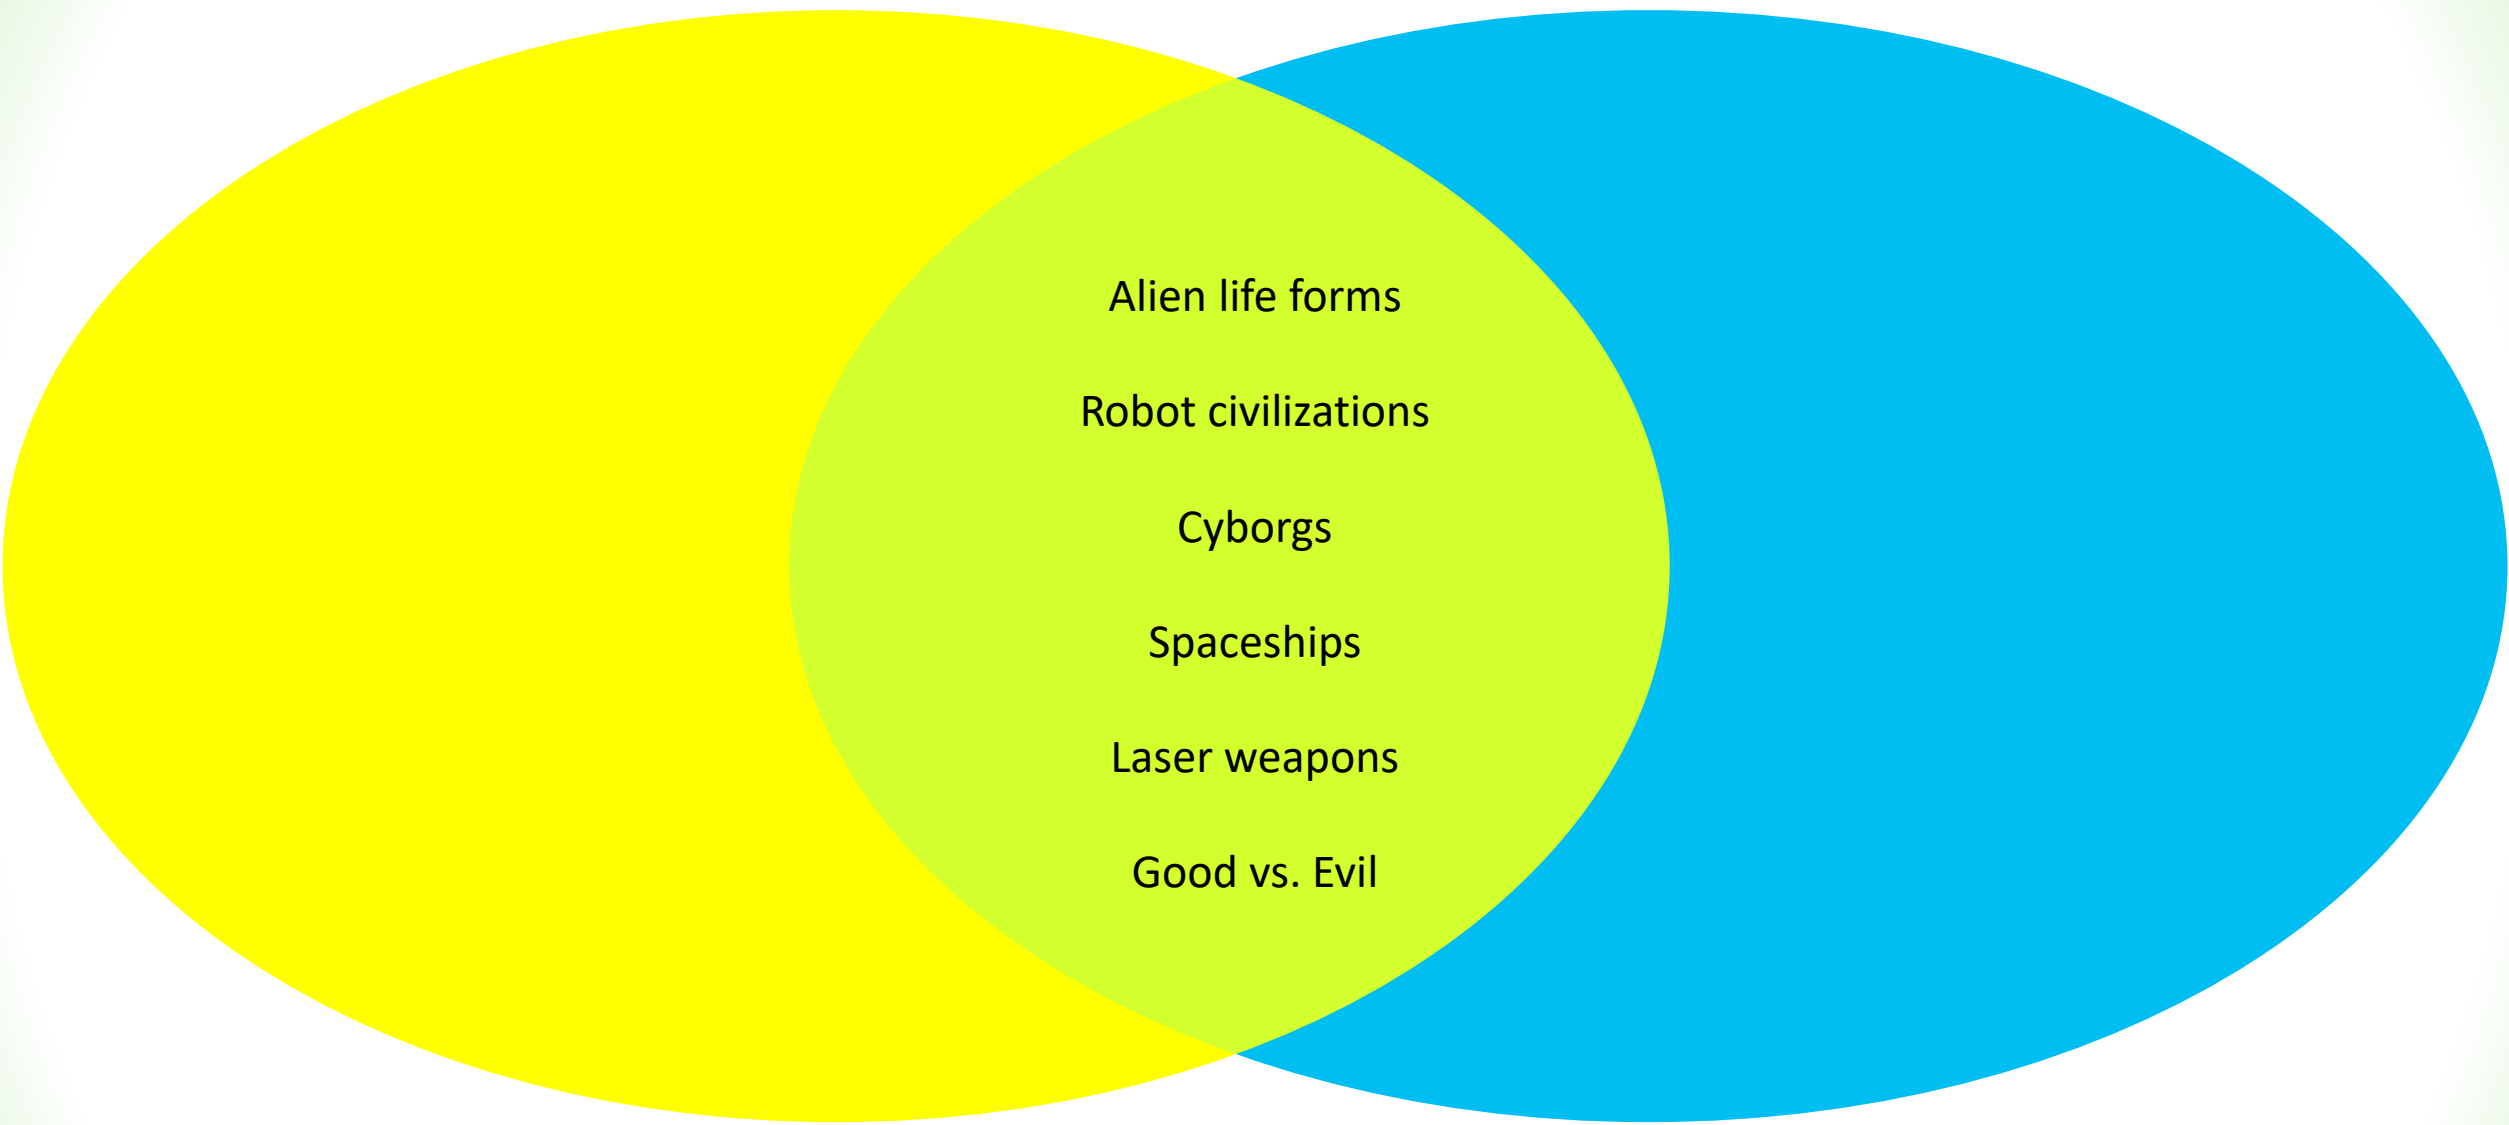 Alien life forms
Robot civilizations
Cyborgs
Spaceships
Laser weapons
Good vs. Evil